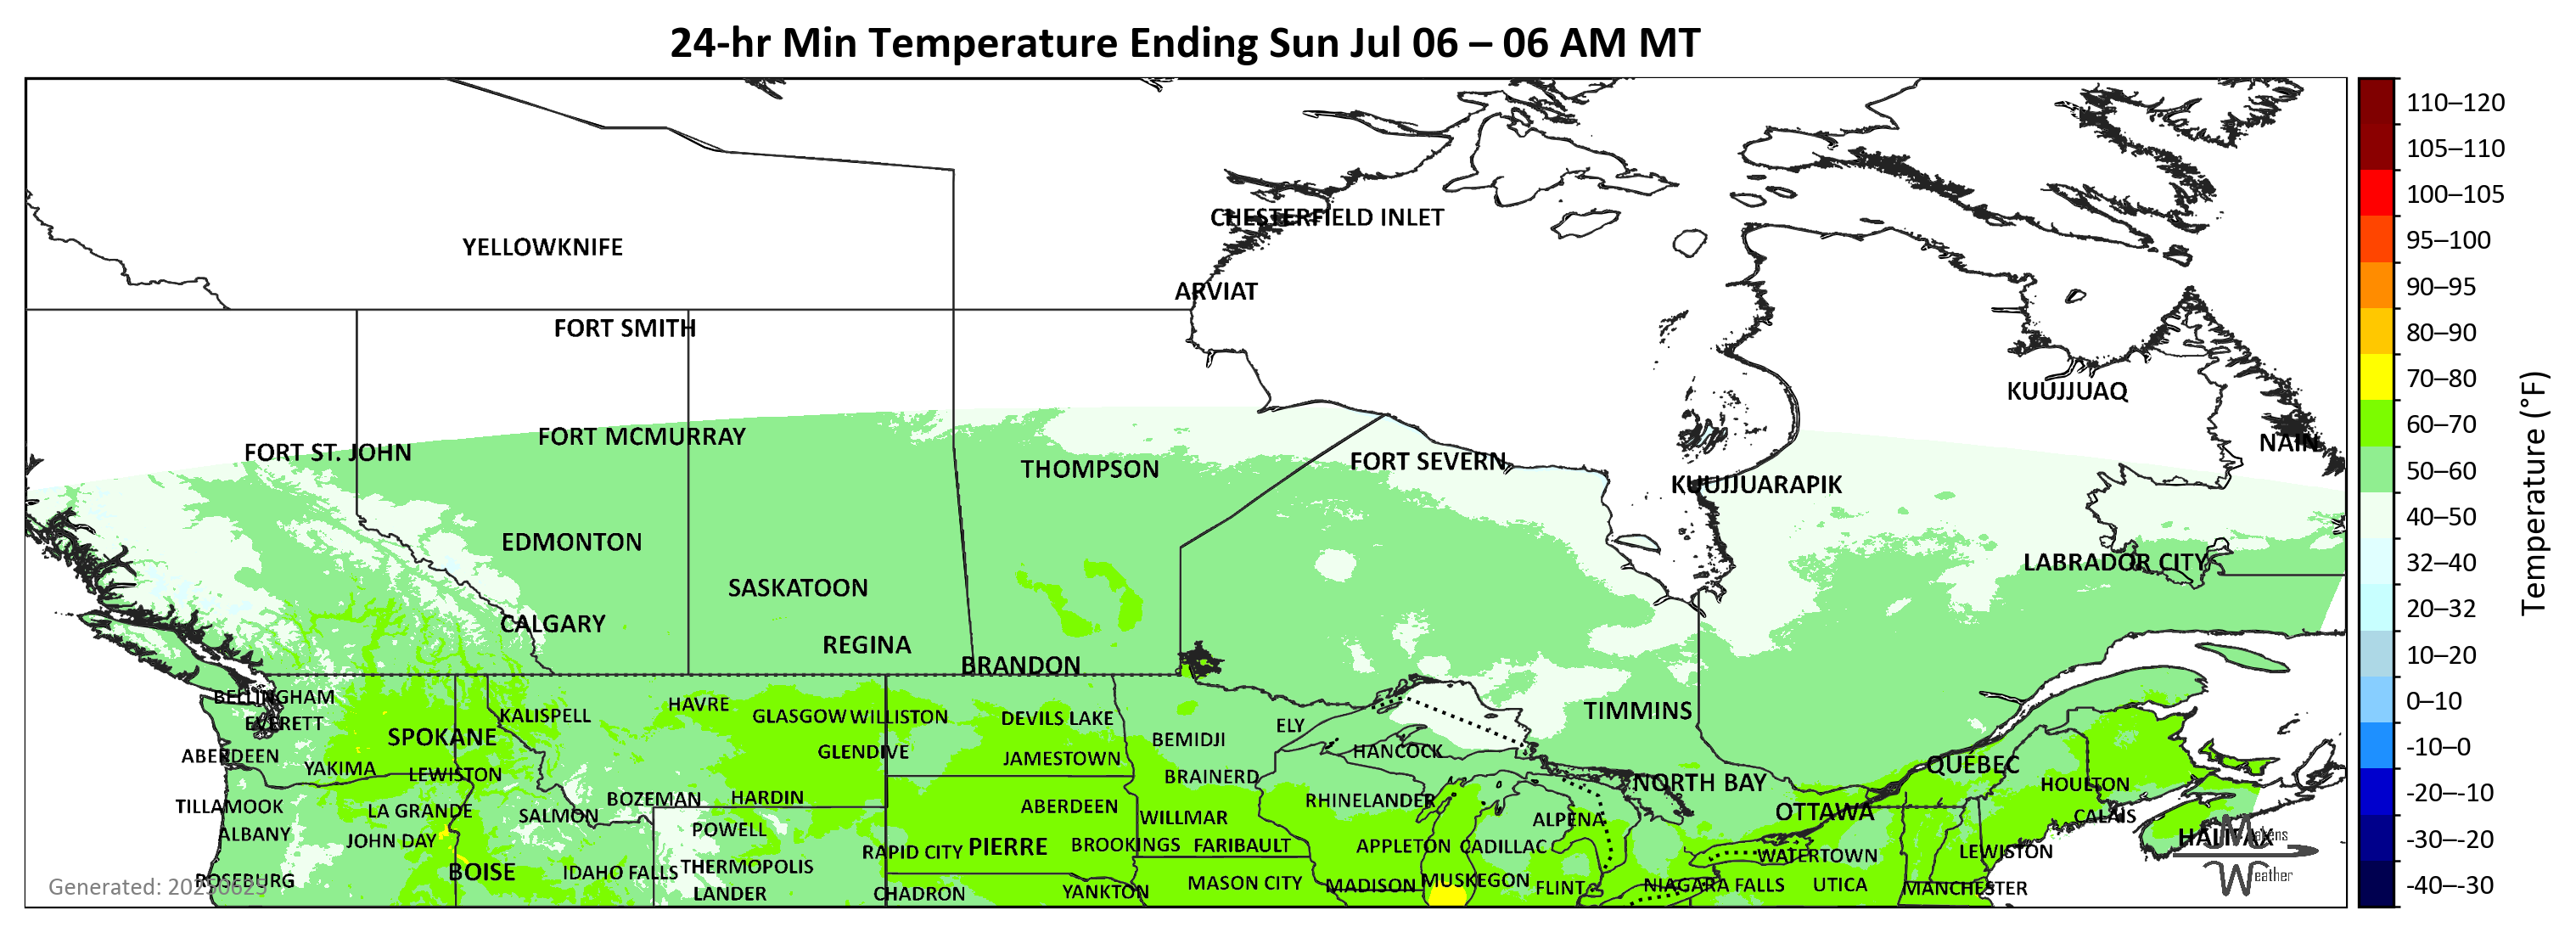 24-hr Min Temperature Ending Sun Jul 06 – 06 AM MT
CHESTERFIELD INLET
YELLOWKNIFE
ARVIAT
FORT SMITH
KUUJJUAQ
FORT MCMURRAY
NAIN
FORT ST. JOHN
FORT SEVERN
THOMPSON
KUUJJUARAPIK
EDMONTON
LABRADOR CITY
SASKATOON
CALGARY
REGINA
BRANDON
BELLINGHAM
HAVRE
TIMMINS
KALISPELL
GLASGOW
WILLISTON
DEVILS LAKE
EVERETT
ELY
SPOKANE
BEMIDJI
GLENDIVE
HANCOCK
ABERDEEN
JAMESTOWN
QUÉBEC
YAKIMA
LEWISTON
BRAINERD
NORTH BAY
HOULTON
BOZEMAN
HARDIN
RHINELANDER
TILLAMOOK
ABERDEEN
LA GRANDE
OTTAWA
SALMON
WILLMAR
CALAIS
ALPENA
POWELL
ALBANY
HALIFAX
JOHN DAY
BROOKINGS
FARIBAULT
APPLETON
CADILLAC
PIERRE
RAPID CITY
LEWISTON
WATERTOWN
THERMOPOLIS
BOISE
IDAHO FALLS
ROSEBURG
MUSKEGON
MASON CITY
MADISON
NIAGARA FALLS
UTICA
FLINT
MANCHESTER
YANKTON
LANDER
CHADRON
Generated: 20250625
Makens
Weather
110–120
105–110
100–105
95–100
90–95
80–90
70–80
60–70
50–60
40–50
32–40
20–32
10–20
0–10
-10–0
-20–-10
-30–-20
-40–-30
Temperature (°F)